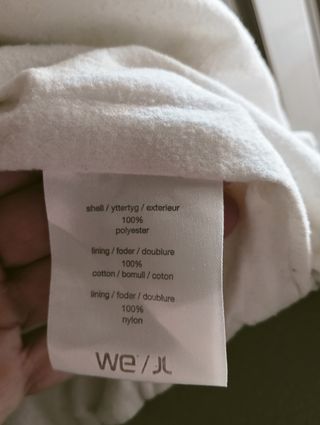 shell / yttertyg / exterieur
100%
polyester
lining / foder / doublure
100%
cotton / bomull / coton
lining / foder / doublure
100%
nylon
we / JL